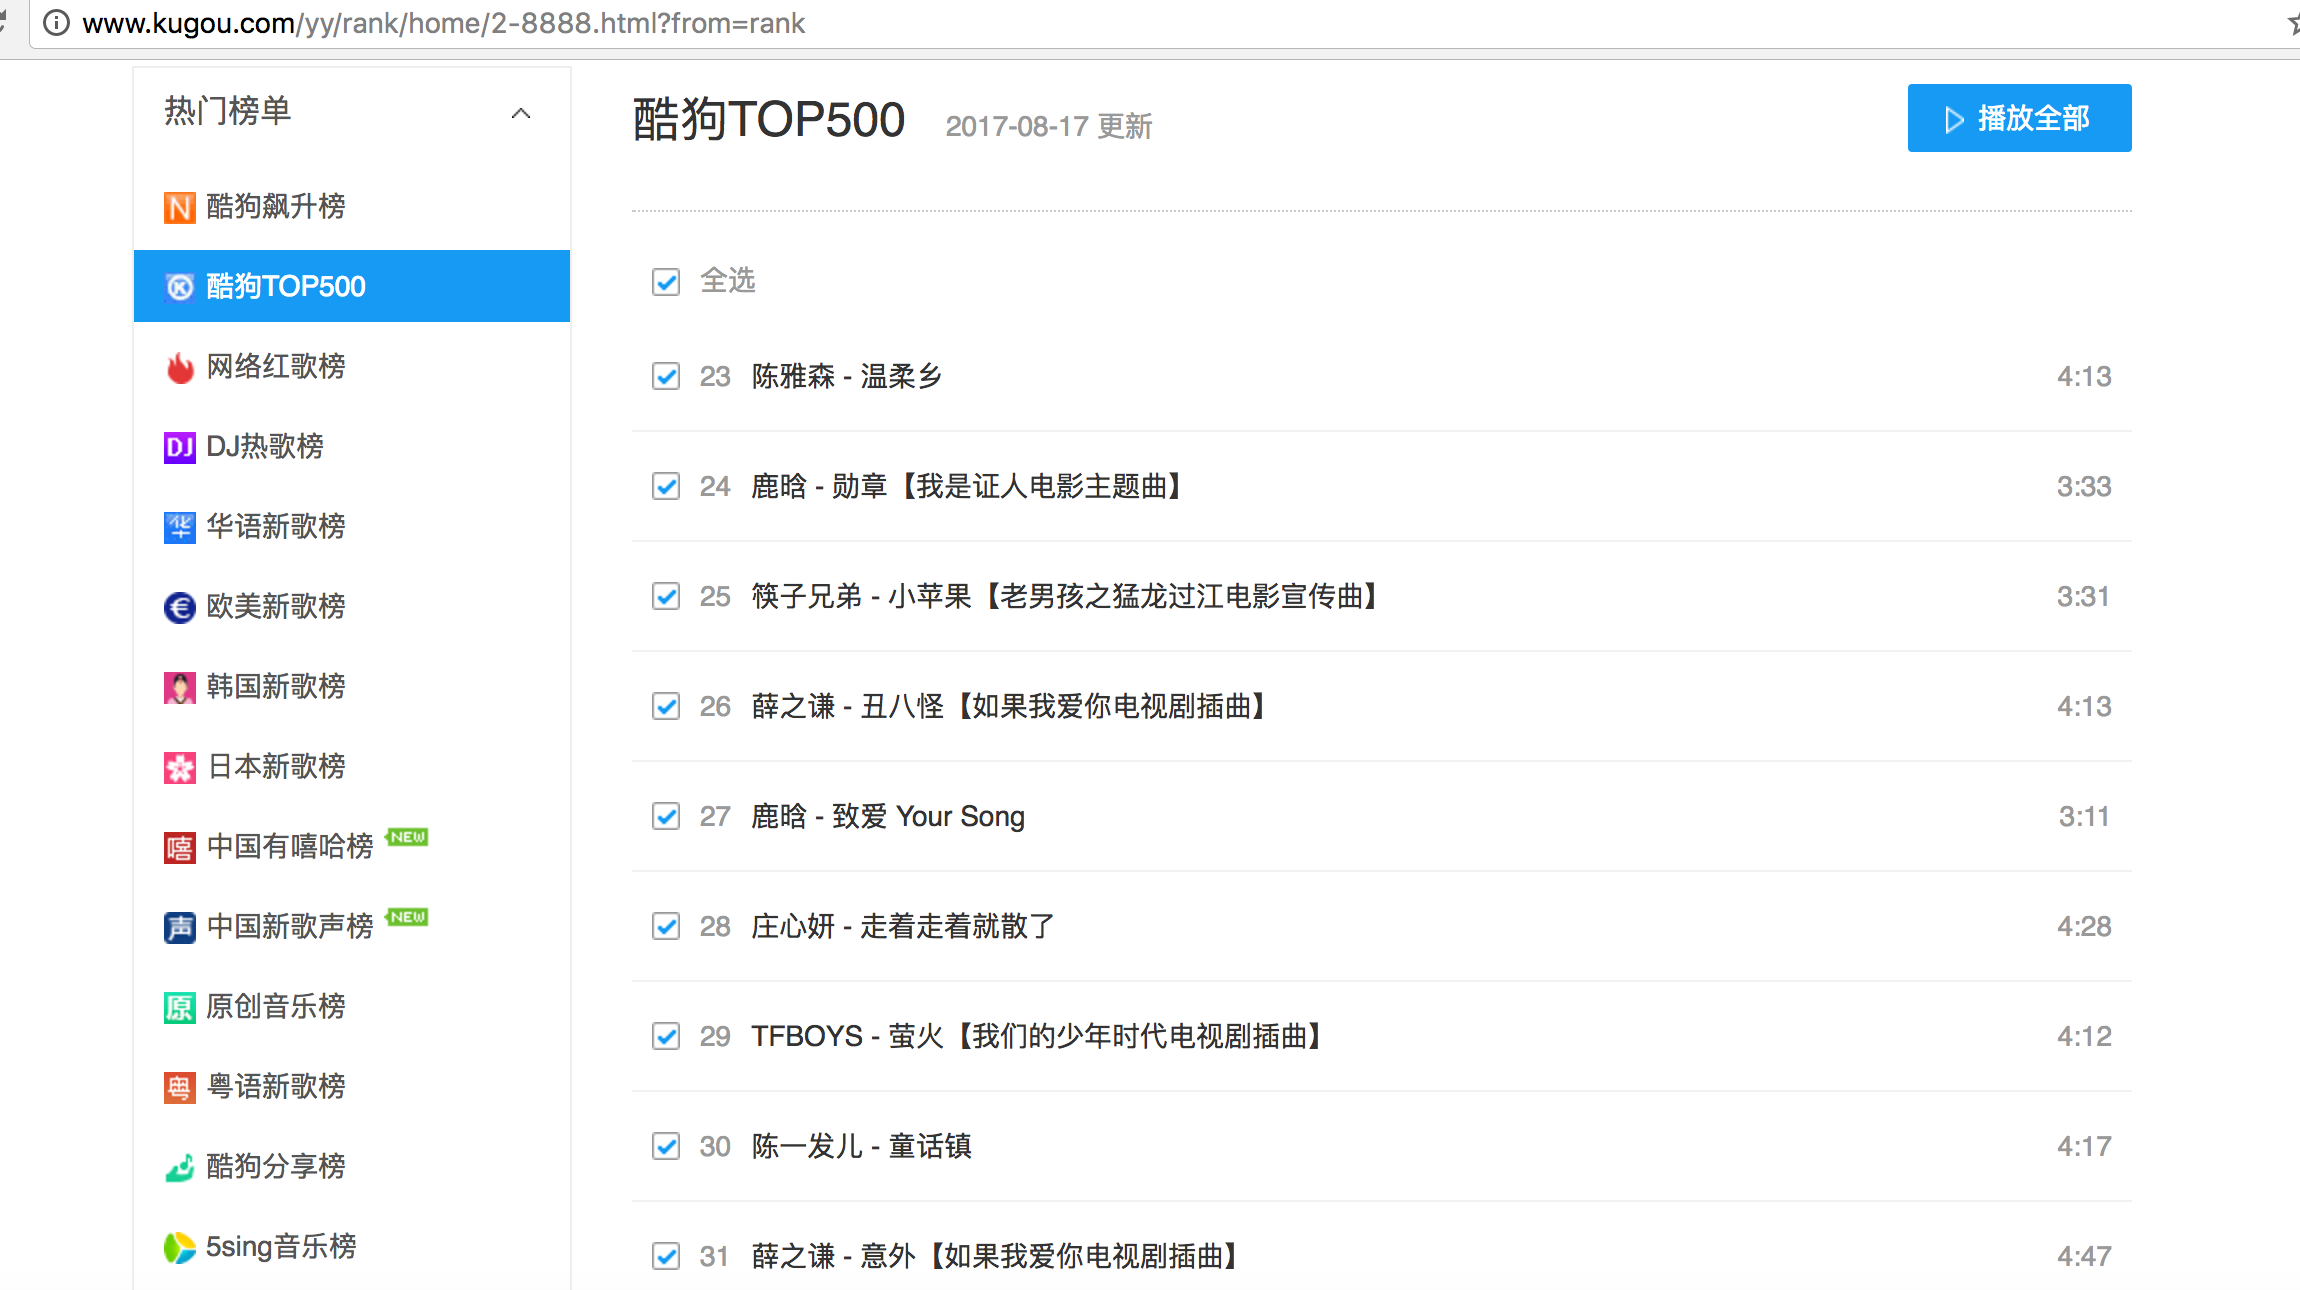 www.kugou.com/yy/rank/home/2-8888.html?from=rank
热门榜单
N 酷狗飙升榜
K 酷狗TOP500
网络红歌榜
DJ DJ热歌榜
华 华语新歌榜
€ 欧美新歌榜
韩国新歌榜
日本新歌榜
嘻 中国有嘻哈榜 NEW
声 中国新歌声榜 NEW
原 原创音乐榜
粤 粤语新歌榜
酷狗分享榜
5sing音乐榜
酷狗TOP500 2017-08-17 更新
播放全部
全选
23 陈雅森 - 温柔乡 4:13
24 鹿晗 - 勋章【我是证人电影主题曲】 3:33
25 筷子兄弟 - 小苹果【老男孩之猛龙过江电影宣传曲】 3:31
26 薛之谦 - 丑八怪【如果我爱你电视剧插曲】 4:13
27 鹿晗 - 致爱 Your Song 3:11
28 庄心妍 - 走着走着就散了 4:28
29 TFBOYS - 萤火【我们的少年时代电视剧插曲】 4:12
30 陈一发儿 - 童话镇 4:17
31 薛之谦 - 意外【如果我爱你电视剧插曲】 4:47